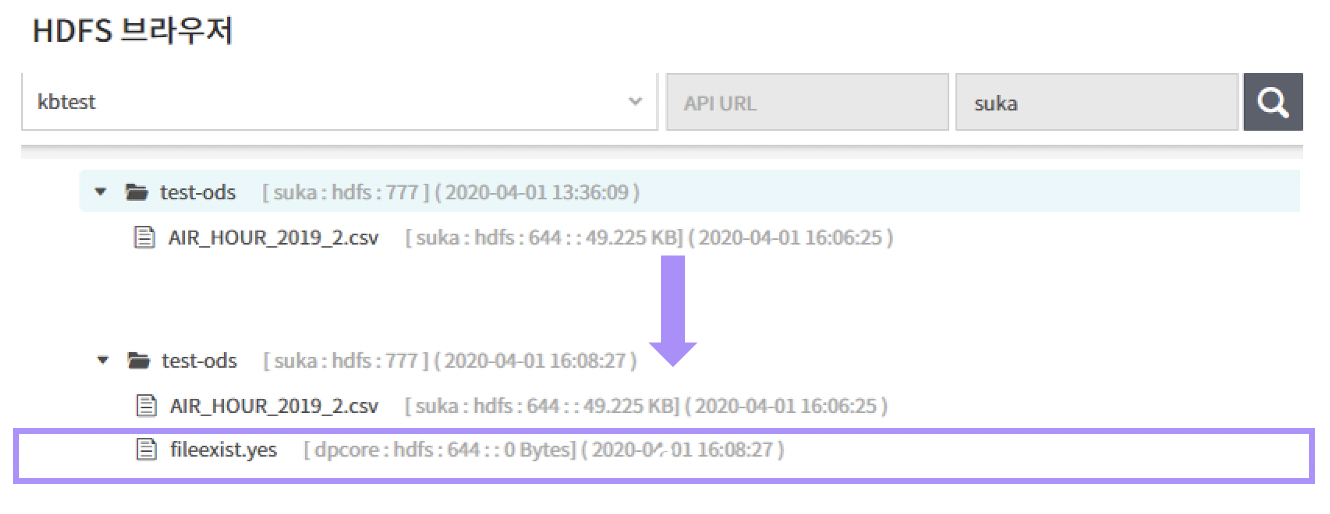 HDFS 브라우저
kbtest API URL suka
test-ods [ suka : hdfs : 777 ] ( 2020-04-01 13:36:09 )
AIR_HOUR_2019_2.csv [ suka : hdfs : 644 : : 49.225 KB] ( 2020-04-01 16:06:25 )
test-ods [ suka : hdfs : 777 ] ( 2020-04-01 16:08:27 )
AIR_HOUR_2019_2.csv [ suka : hdfs : 644 : : 49.225 KB] ( 2020-04-01 16:06:25 )
fileexist.yes [ dpcore : hdfs : 644 : : 0 Bytes] ( 16:08:27 )